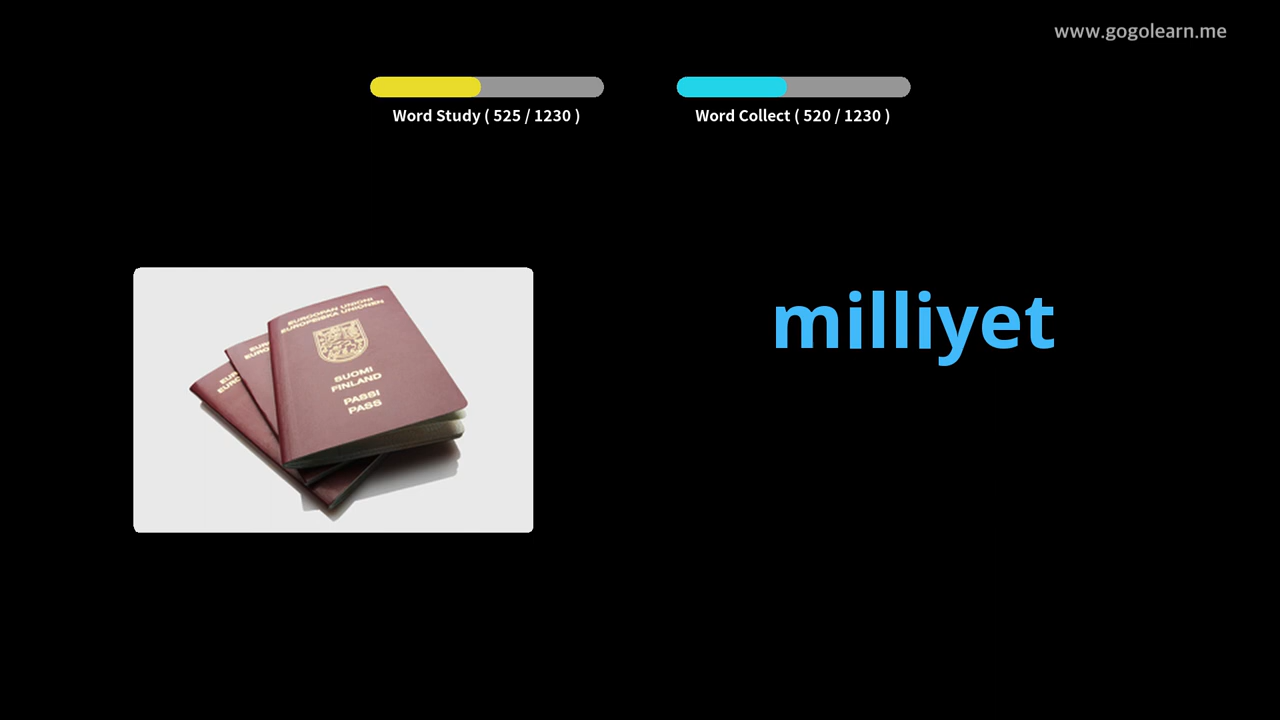 www.gogolearn.me
Word Study ( 525 / 1230 )
Word Collect ( 520 / 1230 )
milliyet
EUROOPAN UNIONI
EUROPEISKA UNIONEN
SUOMI
FINLAND
PASSI
PASS